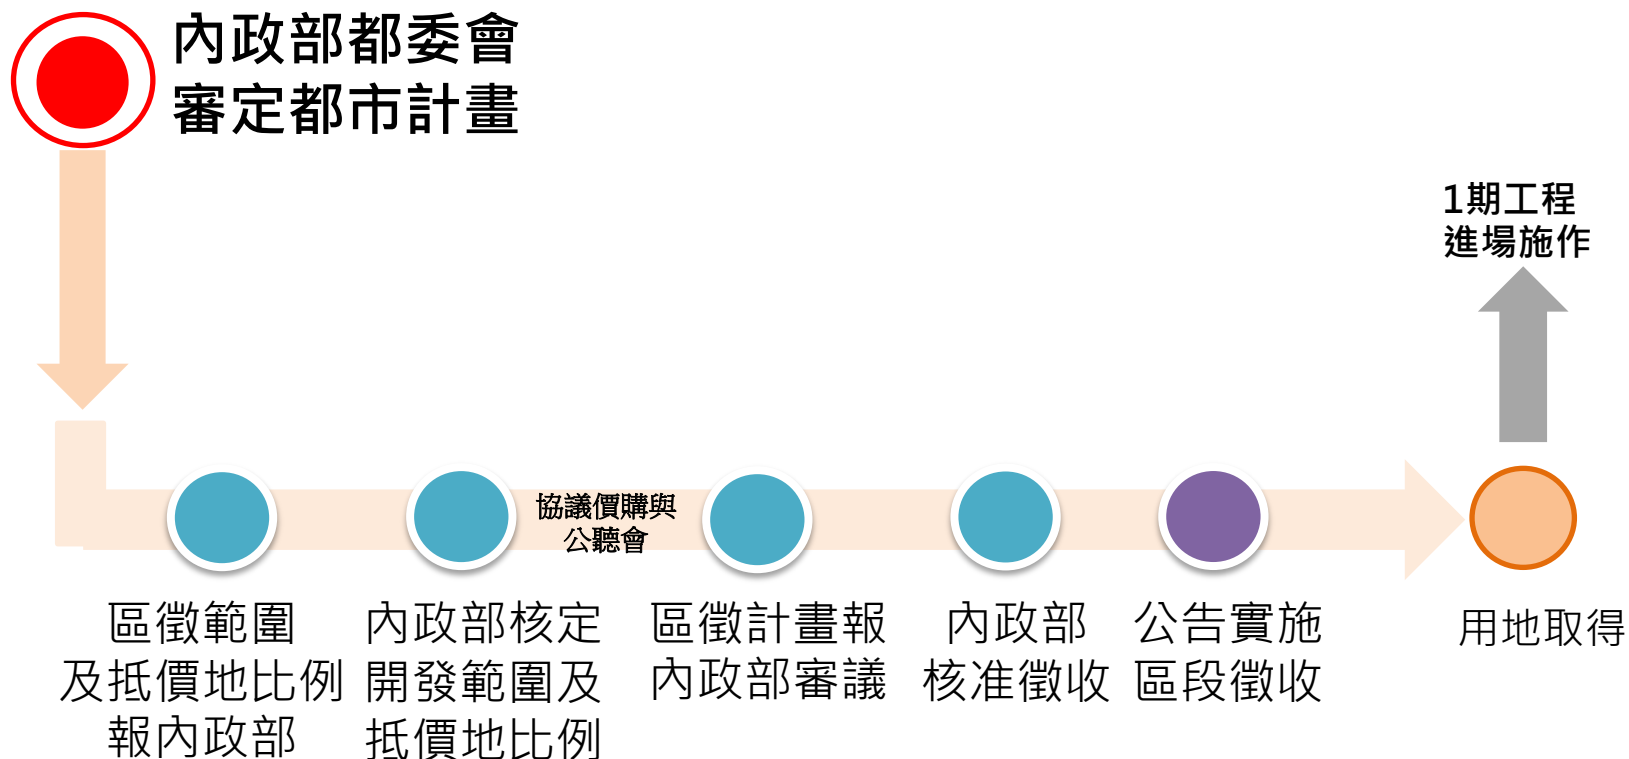 內政部都委會
審定都市計畫
1期工程
進場施作
協議價購與
公聽會
區徵範圍
及抵價地比例
報內政部
內政部核定
開發範圍及
抵價地比例
區徵計畫報
內政部審議
內政部
核准徵收
公告實施
區段徵收
用地取得